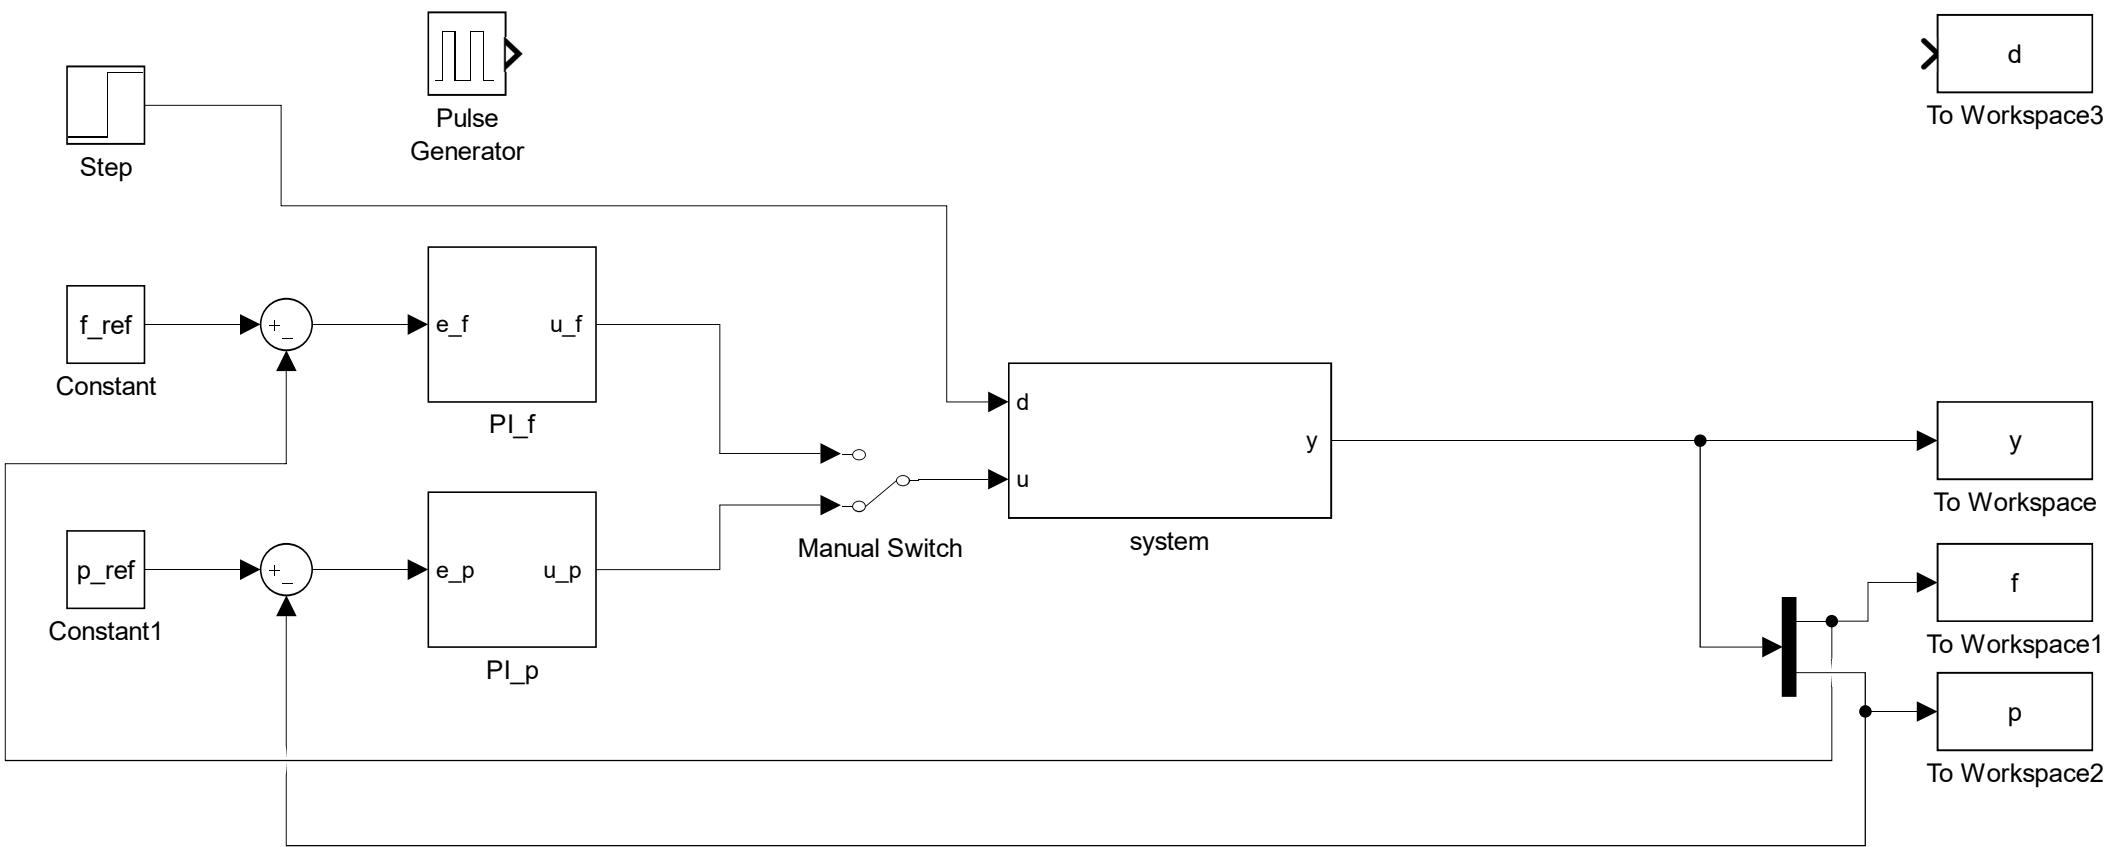 d
To Workspace3
Pulse
Generator
Step
f_ref
Constant
+
_
e_f
u_f
PI_f
d
u
y
system
y
To Workspace
Manual Switch
f
To Workspace1
p_ref
Constant1
+
_
e_p
u_p
PI_p
p
To Workspace2